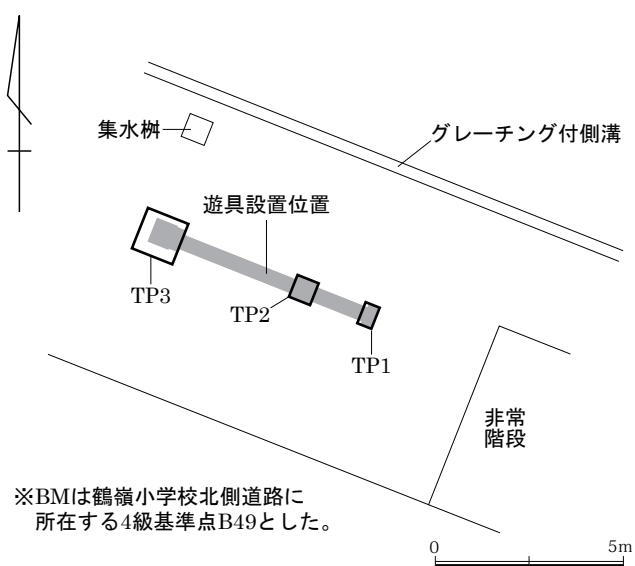 集水桝
グレーチング付側溝
遊具設置位置
TP3
TP2
TP1
非常
階段
※BMは鶴嶺小学校北側道路に
所在する4級基準点B49とした。
0
5m